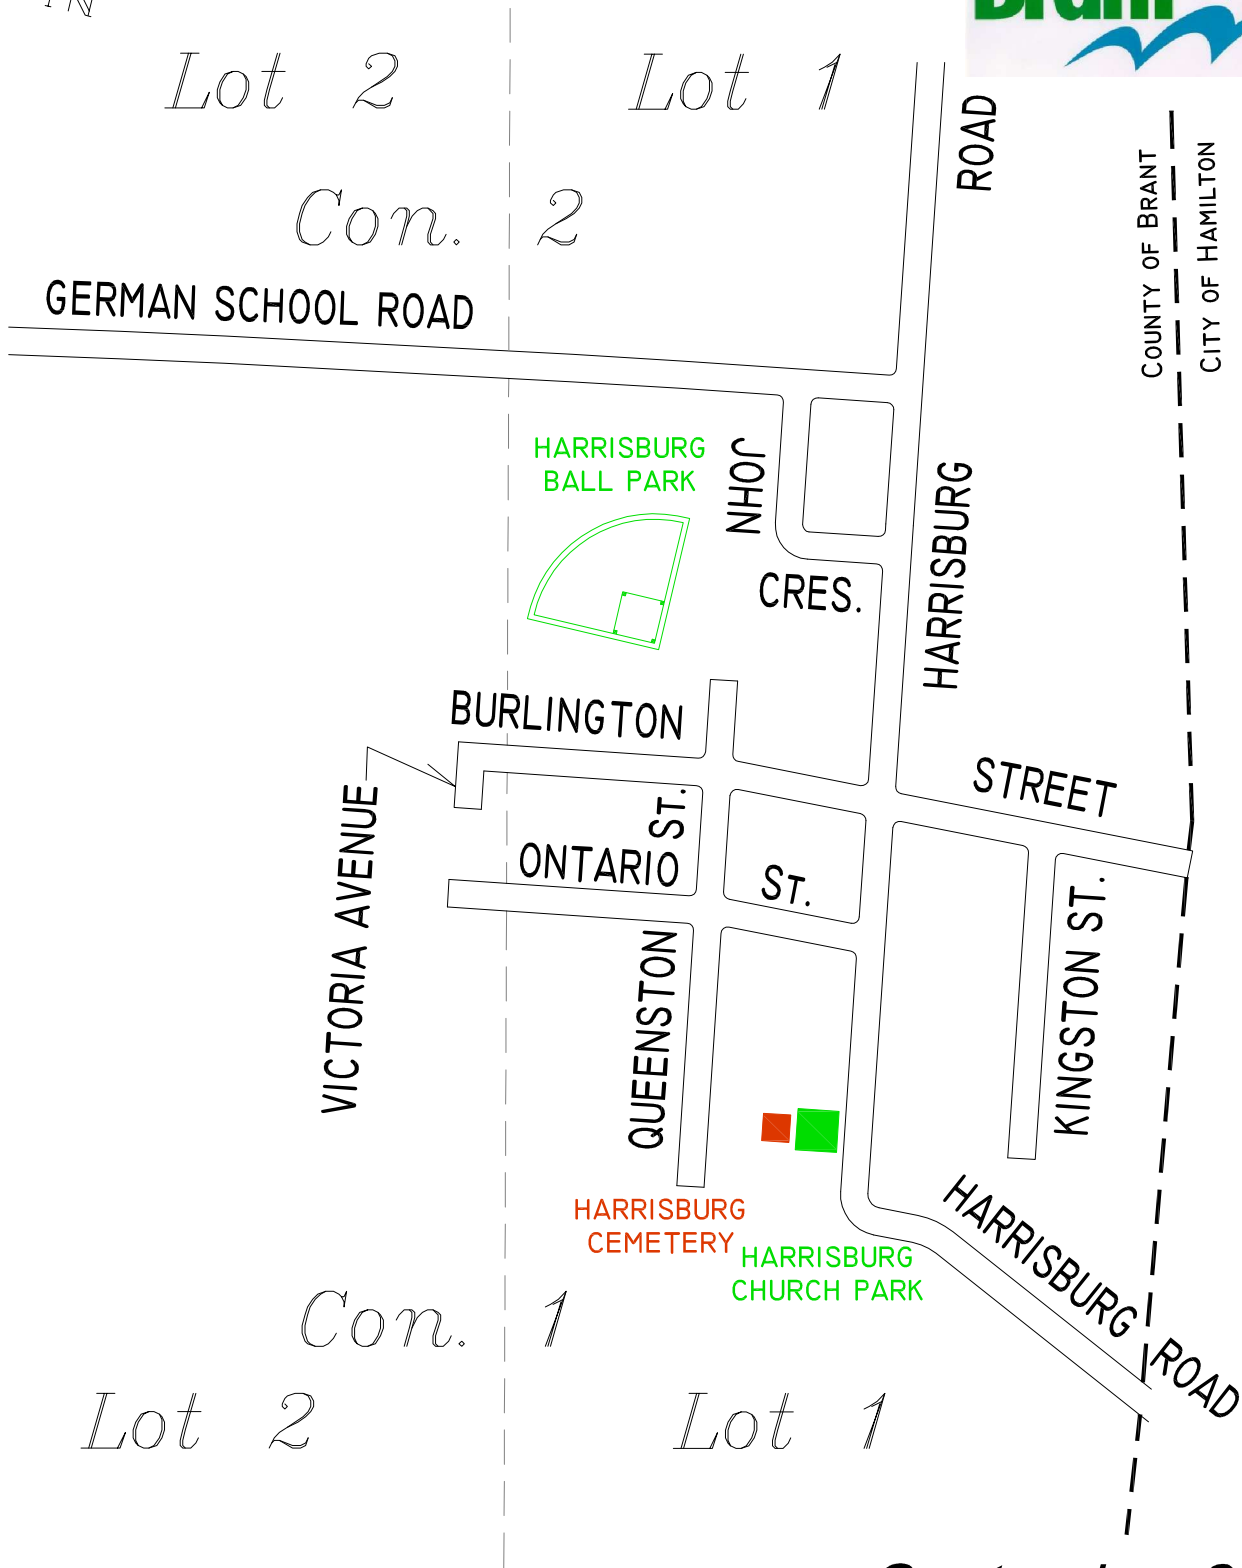 Brant
Lot 2
Lot 1
ROAD
COUNTY OF BRANT
CITY OF HAMILTON
Con. 2
GERMAN SCHOOL ROAD
HARRISBURG
BALL PARK
JOHN
CRES.
HARRISBURG
BURLINGTON
STREET
VICTORIA AVENUE
ST.
ONTARIO
ST.
QUEENSTON
KINGSTON ST.
HARRISBURG
CEMETERY
HARRISBURG
CHURCH PARK
HARRISBURG ROAD
Con. 1
Lot 2
Lot 1